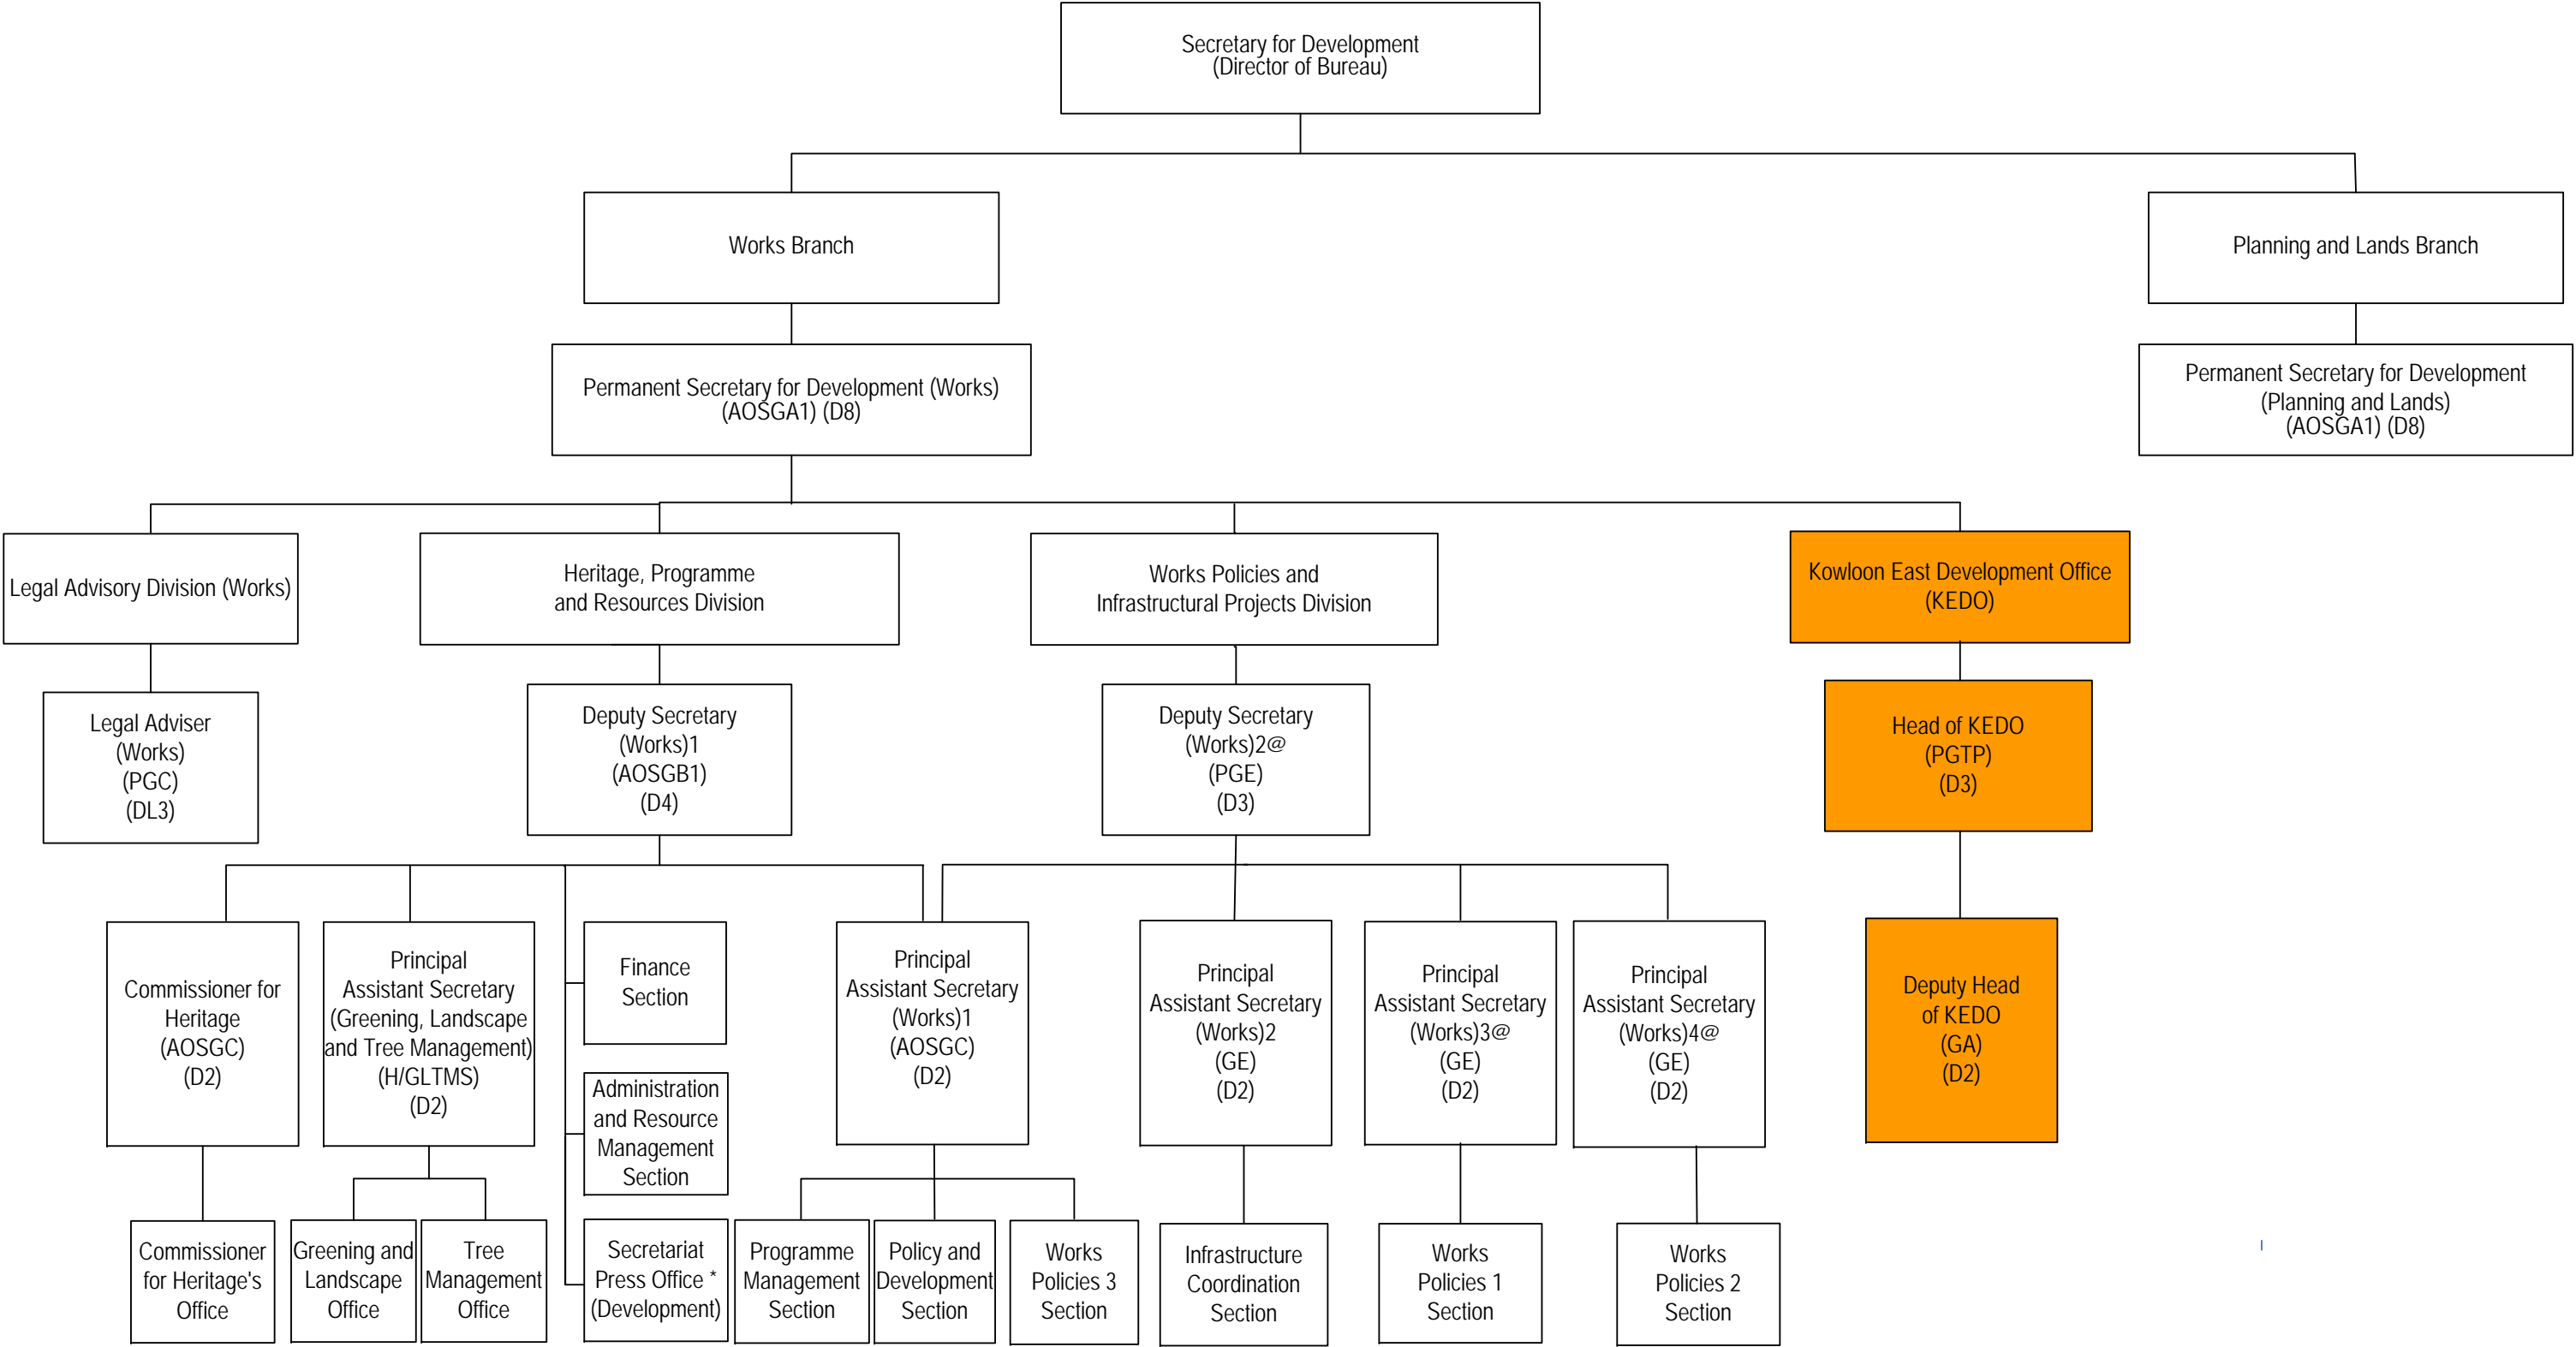 Secretary for Development
(Director of Bureau)
Works Branch
Planning and Lands Branch
Permanent Secretary for Development (Works)
(AOSGA1) (D8)
Permanent Secretary for Development
(Planning and Lands)
(AOSGA1) (D8)
Legal Advisory Division (Works)
Heritage, Programme
and Resources Division
Works Policies and
Infrastructural Projects Division
Kowloon East Development Office
(KEDO)
Legal Adviser
(Works)
(PGC)
(DL3)
Deputy Secretary
(Works)1
(AOSGB1)
(D4)
Deputy Secretary
(Works)2@
(PGE)
(D3)
Head of KEDO
(PGTP)
(D3)
Commissioner for
Heritage
(AOSGC)
(D2)
Principal
Assistant Secretary
(Greening, Landscape
and Tree Management)
(H/GLTMS)
(D2)
Finance
Section
Administration
and Resource
Management
Section
Secretariat
Press Office *
(Development)
Principal
Assistant Secretary
(Works)1
(AOSGC)
(D2)
Principal
Assistant Secretary
(Works)2
(GE)
(D2)
Principal
Assistant Secretary
(Works)3@
(GE)
(D2)
Principal
Assistant Secretary
(Works)4@
(GE)
(D2)
Deputy Head
of KEDO
(GA)
(D2)
Commissioner
for Heritage's
Office
Greening and
Landscape
Office
Tree
Management
Office
Programme
Management
Section
Policy and
Development
Section
Works
Policies 3
Section
Infrastructure
Coordination
Section
Works
Policies 1
Section
Works
Policies 2
Section